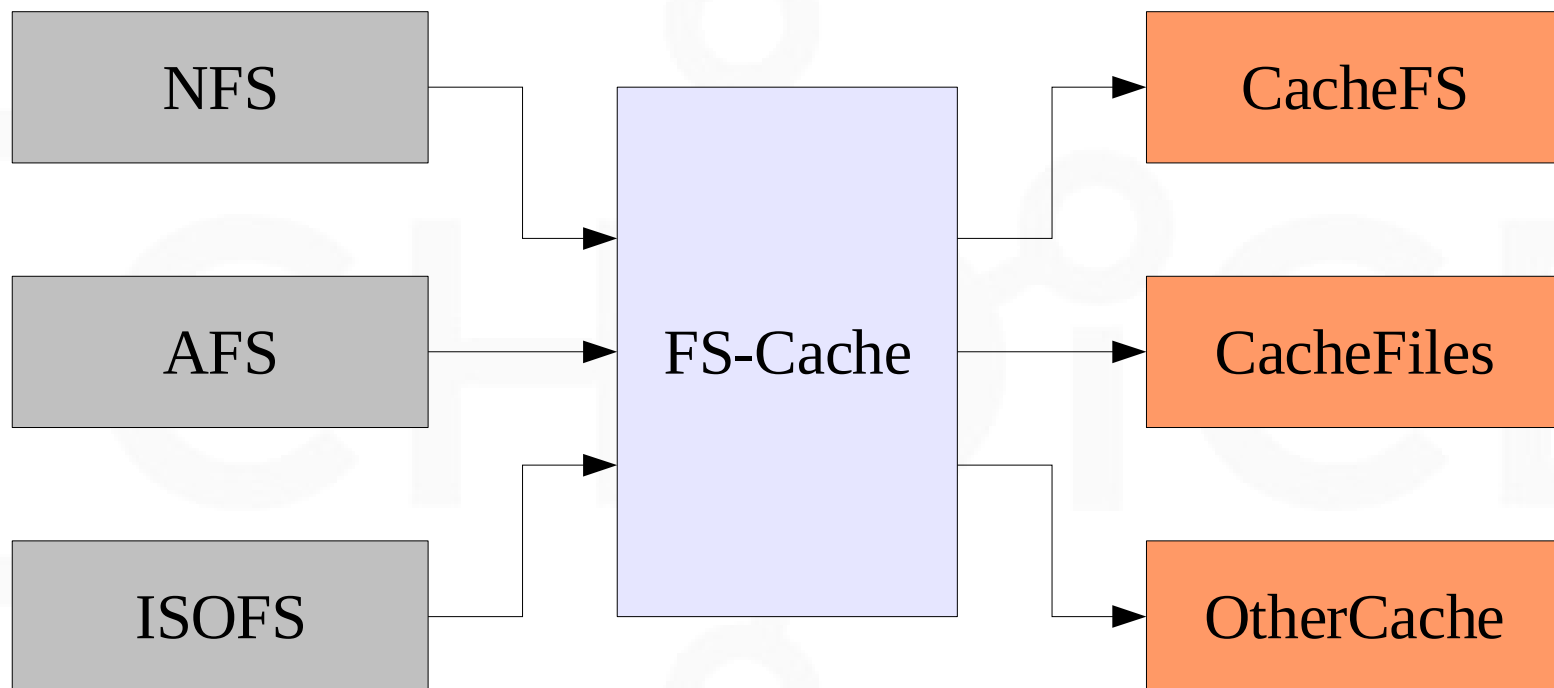 NFS
CacheFS
AFS
FS-Cache
CacheFiles
ISOFS
OtherCache